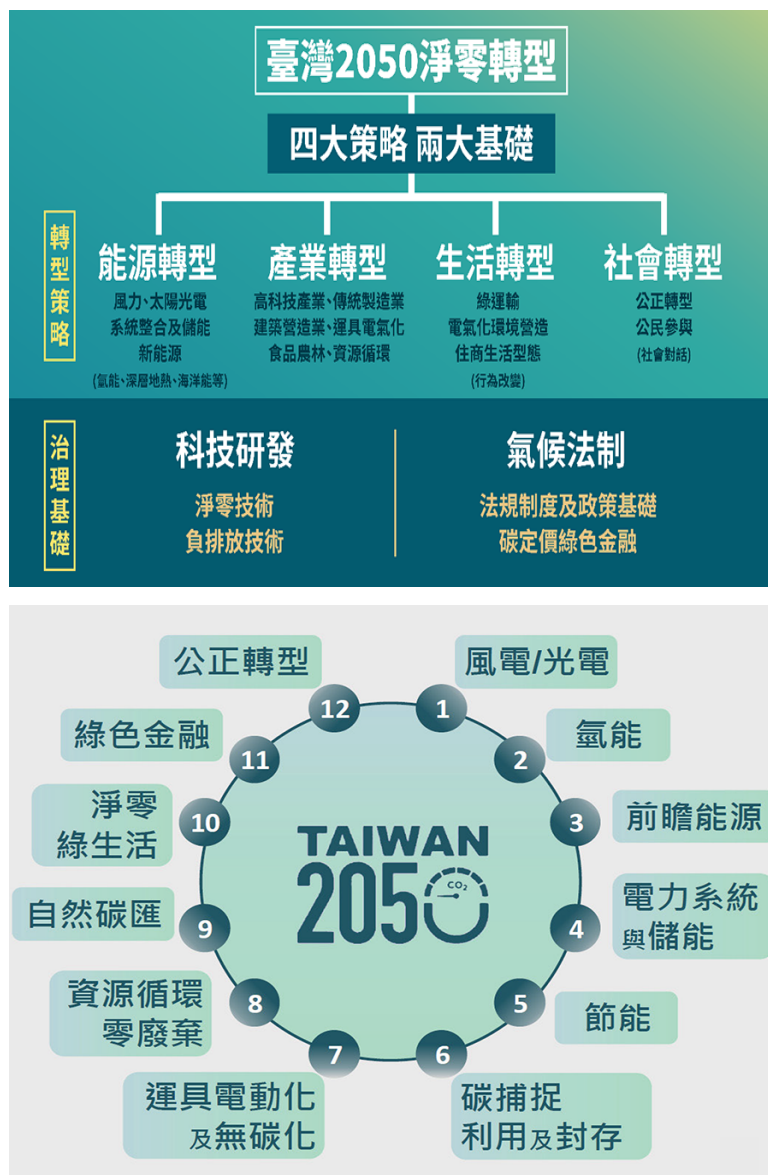 臺灣2050淨零轉型
四大策略 兩大基礎
轉型策略
能源轉型
風力、太陽光電
系統整合及儲能
新能源
(氫能、深層地熱、海洋能等)
產業轉型
高科技產業、傳統製造業
建築營造業、運具電氣化
食品農林、資源循環
生活轉型
綠運輸
電氣化環境營造
住商生活型態
(行為改變)
社會轉型
公正轉型
公民參與
(社會對話)
治理基礎
科技研發
淨零技術
負排放技術
氣候法制
法規制度及政策基礎
碳定價綠色金融
TAIWAN
2050
CO₂
1
風電/光電
2
氫能
3
前瞻能源
4
電力系統
與儲能
5
節能
6
碳捕捉
利用及封存
7
運具電動化
及無碳化
8
資源循環
零廢棄
9
自然碳匯
10
淨零
綠生活
11
綠色金融
12
公正轉型